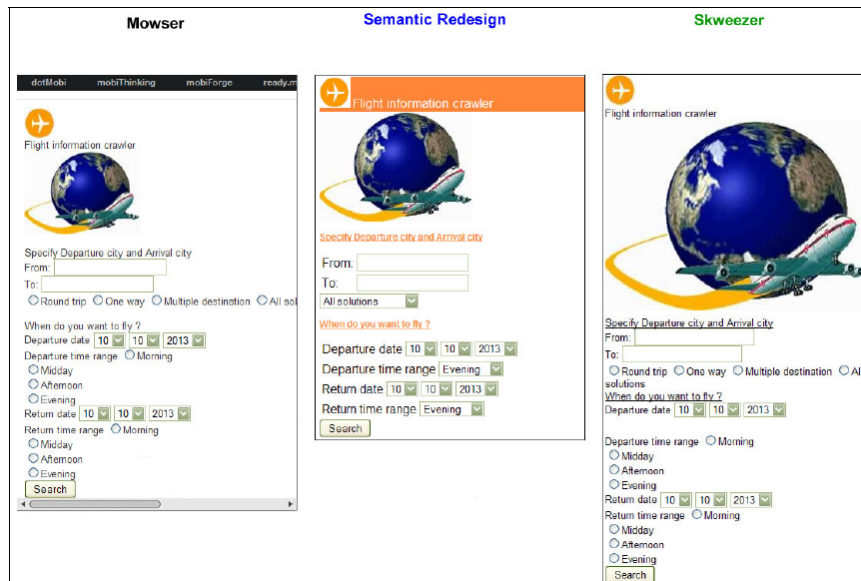 Mowser
dotMobi mobiThinking mobiForge ready.m
Flight information crawler
Specify Departure city and Arrival city
From:
To:
Round trip One way Multiple destination All sol
When do you want to fly ?
Departure date 10 10 2013
Departure time range Morning
Midday
Afternoon
Evening
Return date 10 10 2013
Return time range Morning
Midday
Afternoon
Evening
Search
Semantic Redesign
Flight information crawler
Specify Departure city and Arrival city
From:
To:
All solutions
When do you want to fly ?
Departure date 10 10 2013
Departure time range Evening
Return date 10 10 2013
Return time range Evening
Search
Skweezer
Flight information crawler
Specify Departure city and Arrival city
From:
To:
Round trip One way Multiple destination Al
solutions
When do you want to fly ?
Departure date 10 10 2013
Departure time range Morning
Midday
Afternoon
Evening
Return date 10 10 2013
Return time range Morning
Midday
Afternoon
Evening
Search